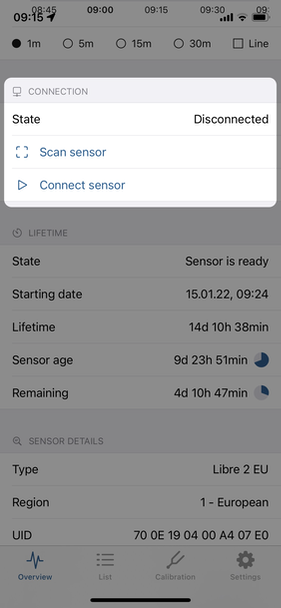 08:45 09:00 09:15 09:30 09:
09:15
1m 5m 15m 30m Line
CONNECTION
State Disconnected
Scan sensor
Connect sensor
LIFETIME
State Sensor is ready
Starting date 15.01.22, 09:24
Lifetime 14d 10h 38min
Sensor age 9d 23h 51min
Remaining 4d 10h 47min
SENSOR DETAILS
Type Libre 2 EU
Region 1 - European
UID 70 0E 19 04 00 A4 07 E0
Overview List Calibration Settings